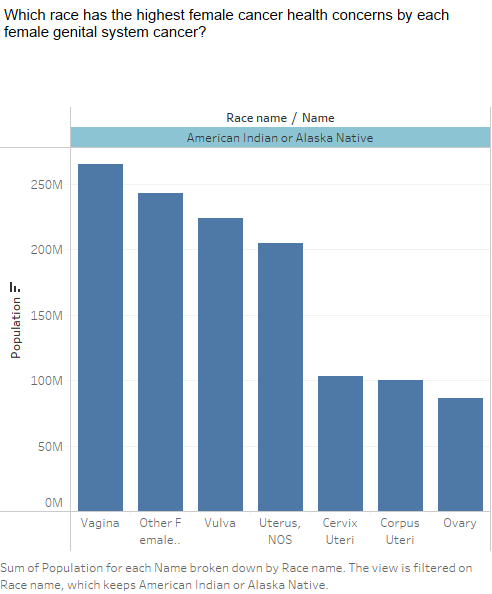 Which race has the highest female cancer health concerns by each
female genital system cancer?
Race name / Name
American Indian or Alaska Native
250M
200M
150M
100M
50M
0M
Population
Vagina
Other F
emale..
Vulva
Uterus,
NOS
Cervix
Uteri
Corpus
Uteri
Ovary
Sum of Population for each Name broken down by Race name. The view is filtered on
Race name, which keeps American Indian or Alaska Native.